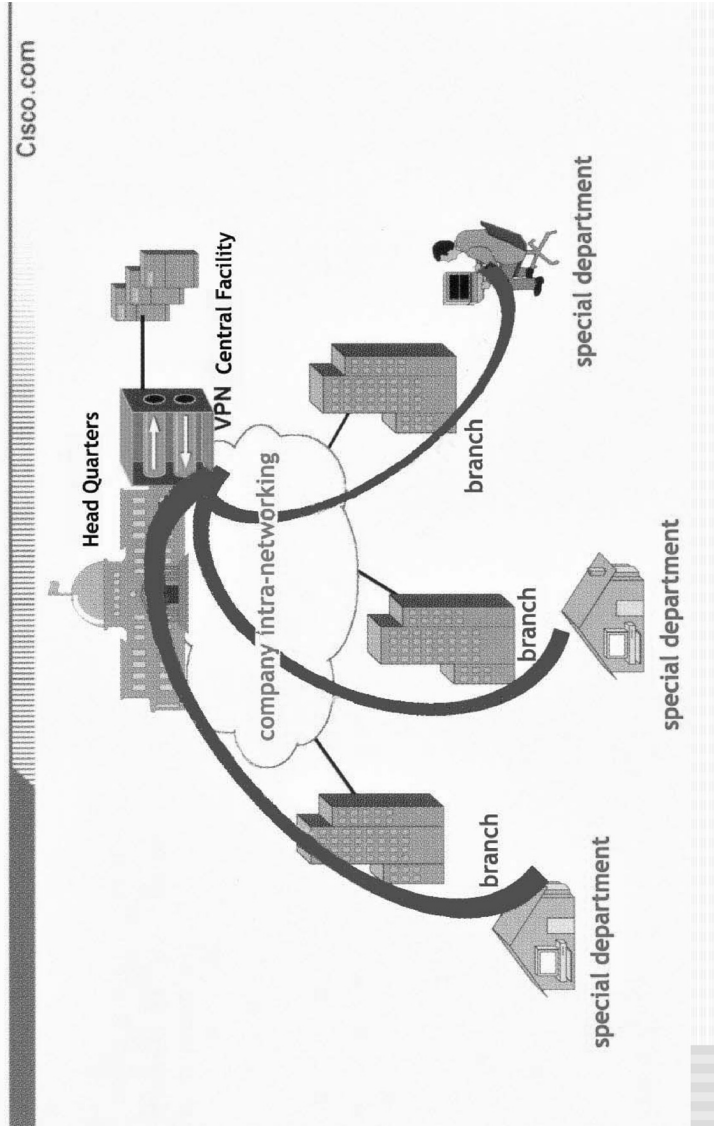 Cisco.com
Head Quarters
VPN Central Facility
company intra-networking
branch
branch
branch
special department
special department
special department